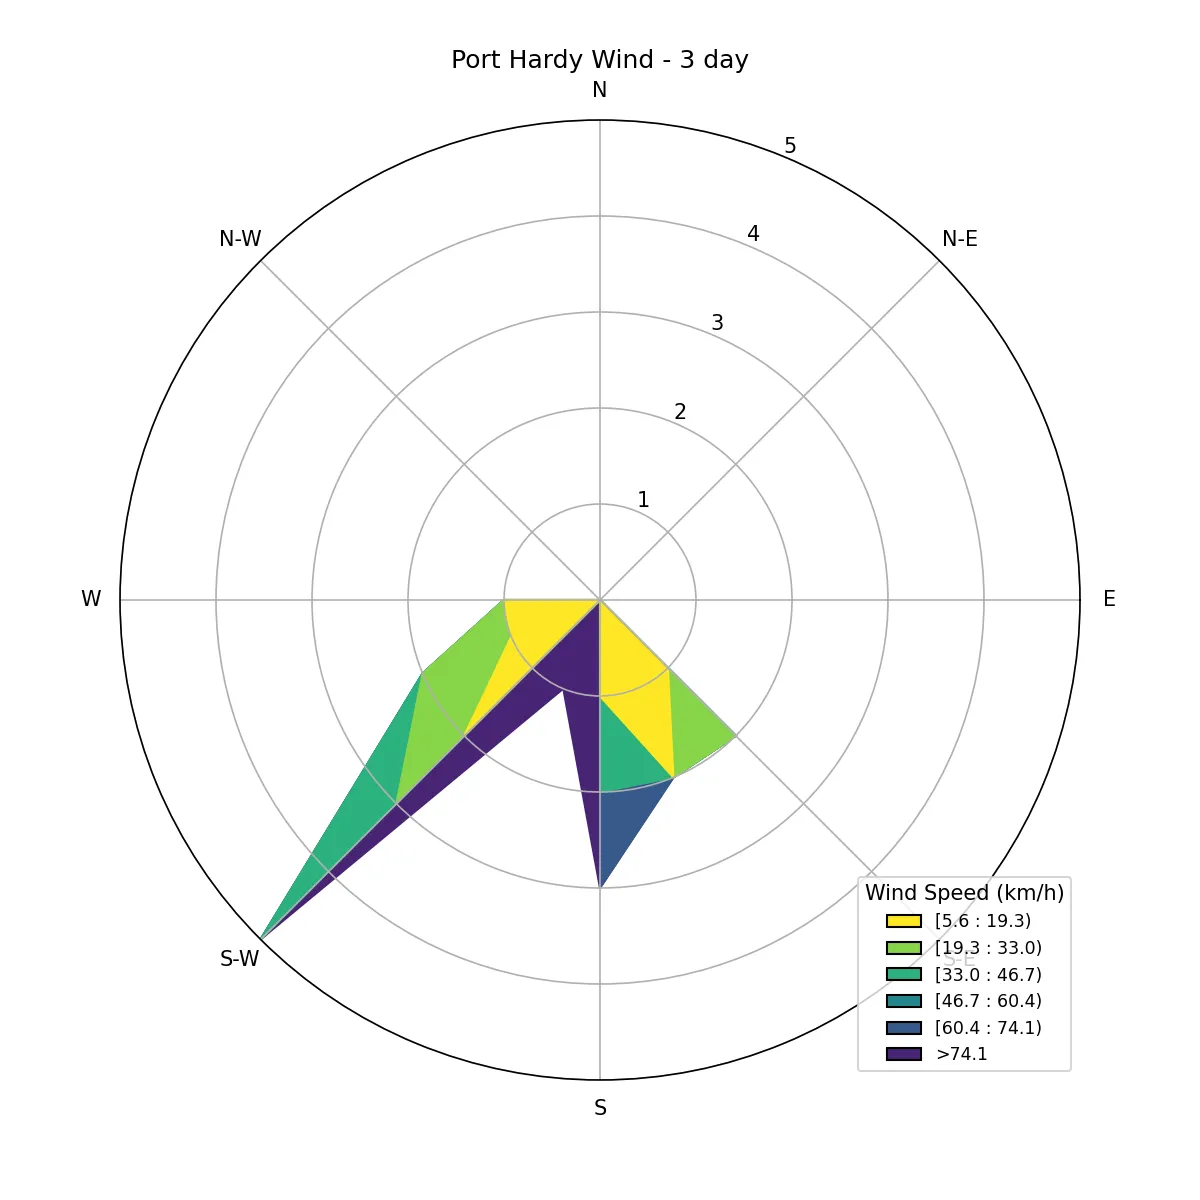 Port Hardy Wind - 3 day
N
5
4
N-W
N-E
3
2
1
W
E
S-W
S-E
S
Wind Speed (km/h)
[5.6 : 19.3)
[19.3 : 33.0)
[33.0 : 46.7)
[46.7 : 60.4)
[60.4 : 74.1)
>74.1